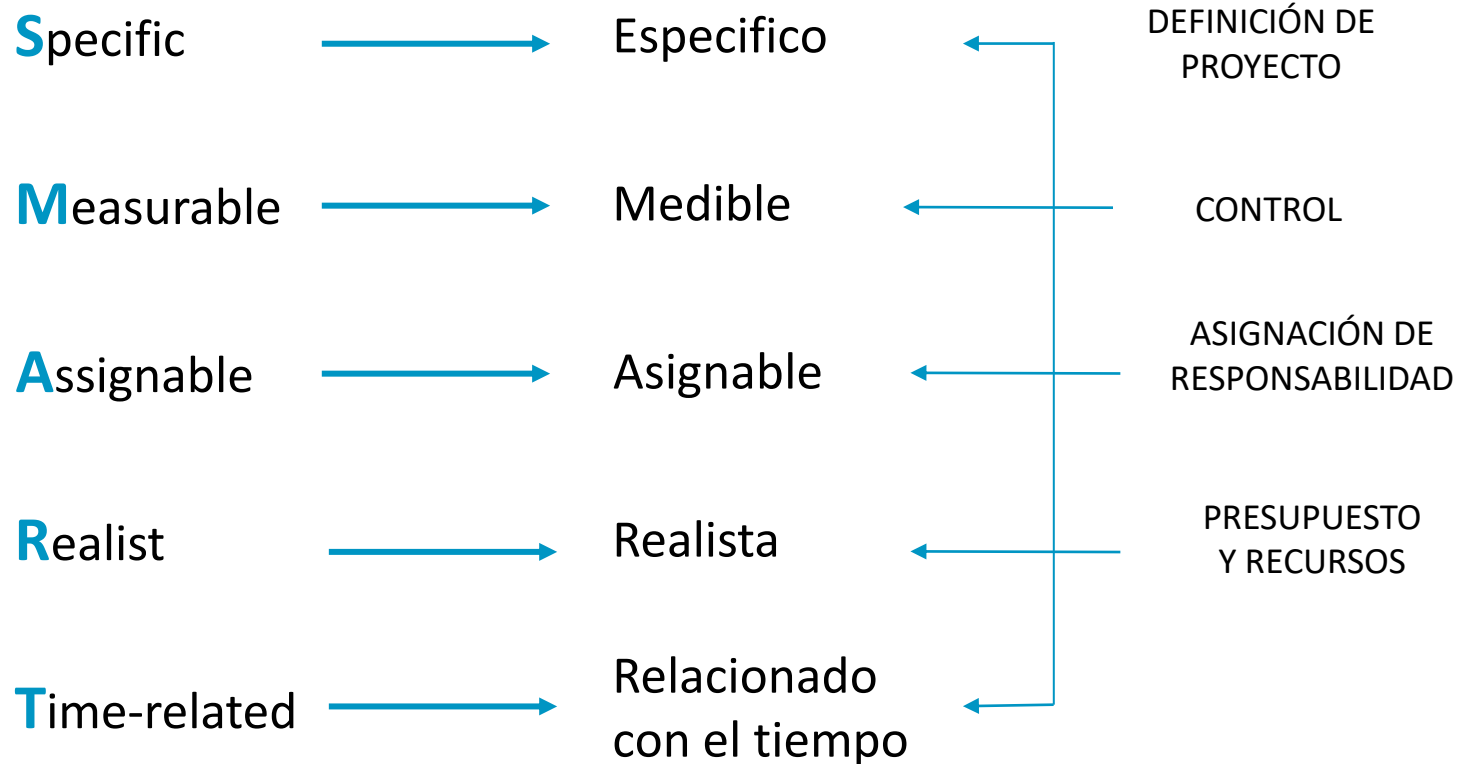 Specific
Especifico
DEFINICIÓN DE
PROYECTO
Measurable
Medible
CONTROL
Assignable
Asignable
ASIGNACIÓN DE
RESPONSABILIDAD
Realist
Realista
PRESUPUESTO
Y RECURSOS
Time-related
Relacionado
con el tiempo